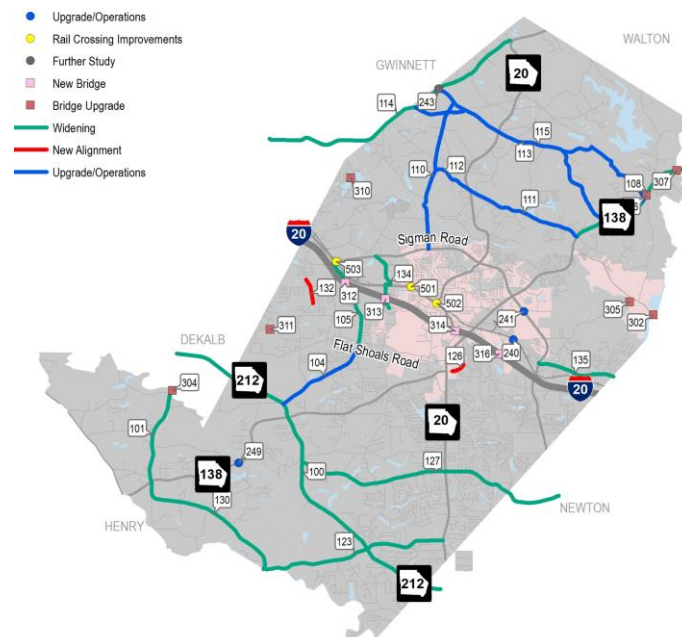 Upgrade/Operations
Rail Crossing Improvements
Further Study
New Bridge
Bridge Upgrade
Widening
New Alignment
Upgrade/Operations
WALTON
GWINNETT
20
243
114
115
113
112
110
111
108
307
310
138
20
Sigman Road
503
134
501
132
312
502
313
105
314
241
305
302
311
DEKALB
Flat Shoals Road
126
316
240
135
104
20
304
212
101
20
249
138
100
127
130
NEWTON
HENRY
123
212